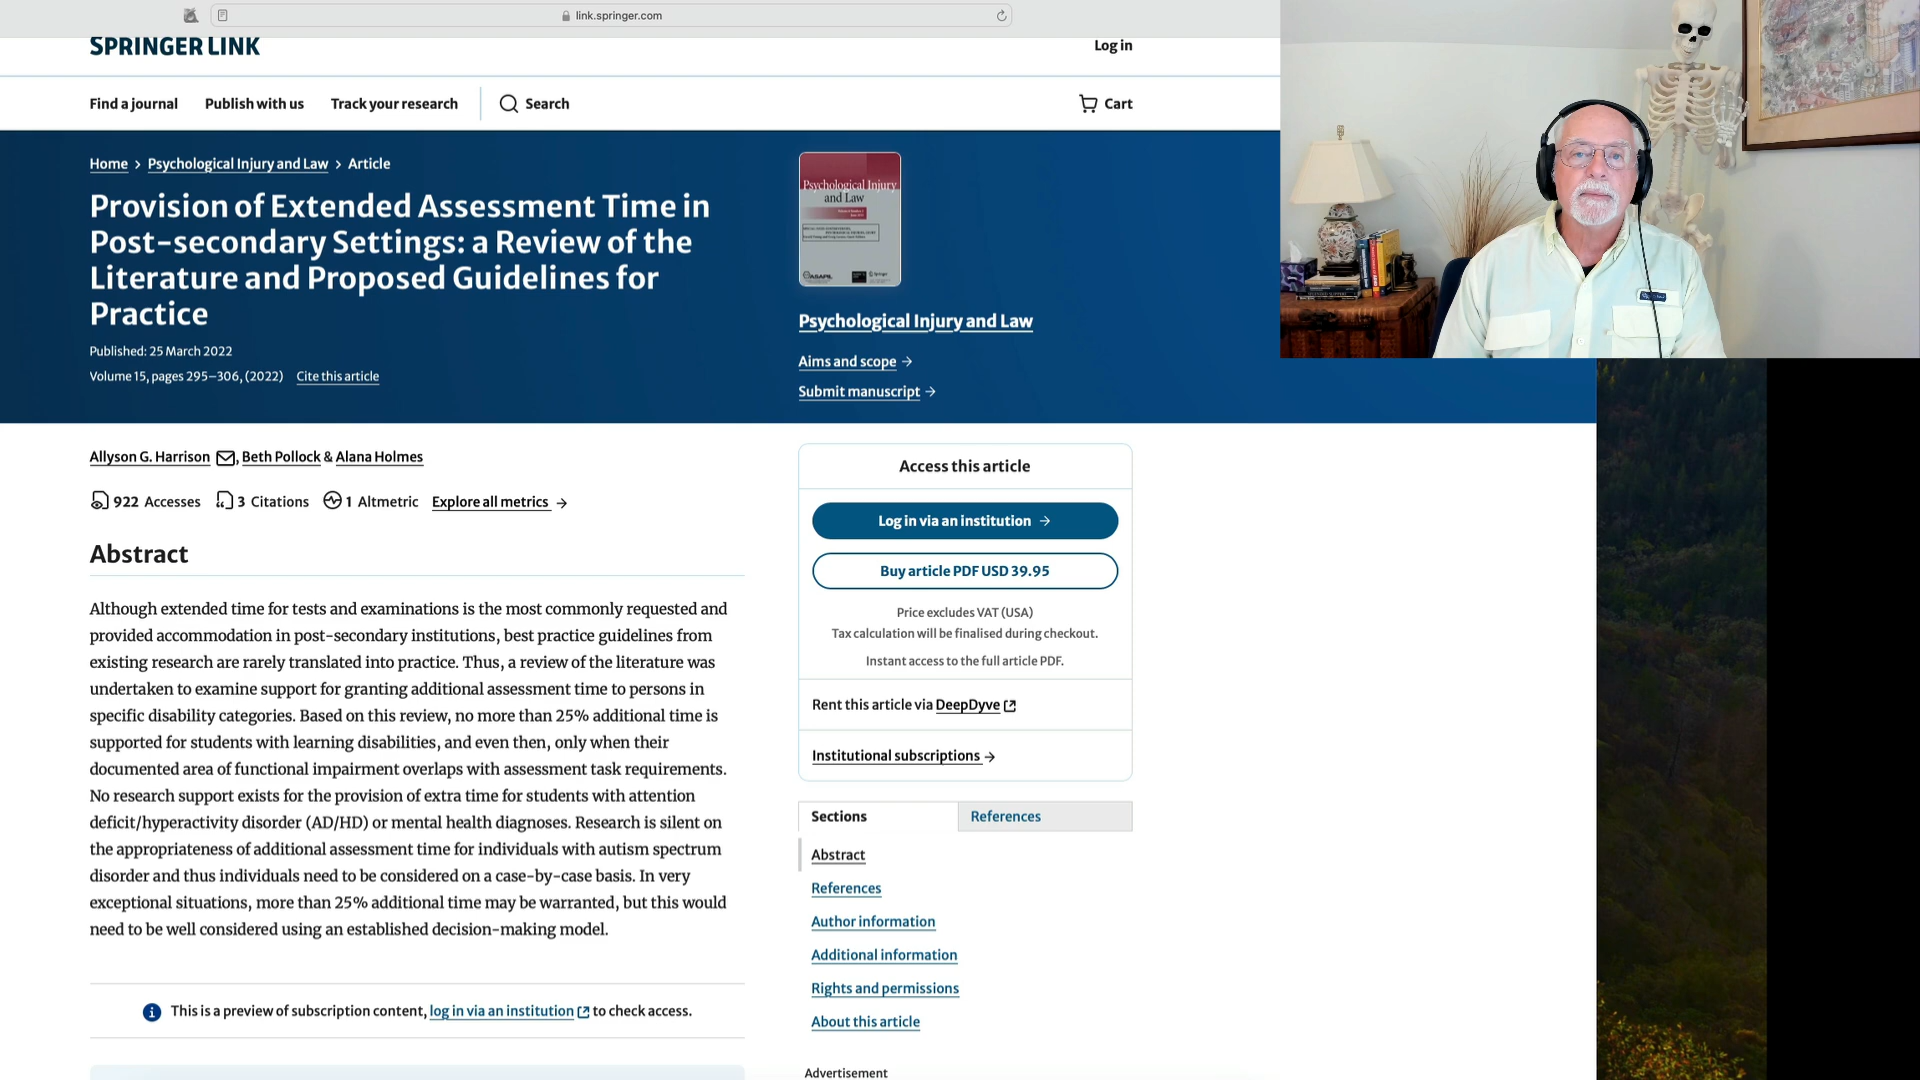 link.springer.com
SPRINGER LINK
Log in
Find a journal
Publish with us
Track your research
Search
Cart
Home > Psychological Injury and Law > Article
Provision of Extended Assessment Time in
Post-secondary Settings: a Review of the
Literature and Proposed Guidelines for
Practice
Published: 25 March 2022
Volume 15, pages 295–306, (2022) Cite this article
Psychological Injury
and Law
Psychological Injury and Law
Aims and scope →
Submit manuscript →
Allyson G. Harrison, Beth Pollock & Alana Holmes
922 Accesses 3 Citations 1 Altmetric Explore all metrics →
Abstract
Although extended time for tests and examinations is the most commonly requested and
provided accommodation in post-secondary institutions, best practice guidelines from
existing research are rarely translated into practice. Thus, a review of the literature was
undertaken to examine support for granting additional assessment time to persons in
specific disability categories. Based on this review, no more than 25% additional time is
supported for students with learning disabilities, and even then, only when their
documented area of functional impairment overlaps with assessment task requirements.
No research support exists for the provision of extra time for students with attention
deficit/hyperactivity disorder (AD/HD) or mental health diagnoses. Research is silent on
the appropriateness of additional assessment time for individuals with autism spectrum
disorder and thus individuals need to be considered on a case-by-case basis. In very
exceptional situations, more than 25% additional time may be warranted, but this would
need to be well considered using an established decision-making model.
This is a preview of subscription content, log in via an institution to check access.
Access this article
Log in via an institution →
Buy article PDF USD 39.95
Price excludes VAT (USA)
Tax calculation will be finalised during checkout.
Instant access to the full article PDF.
Rent this article via DeepDyve
Institutional subscriptions →
Sections
References
Abstract
References
Author information
Additional information
Rights and permissions
About this article
Advertisement